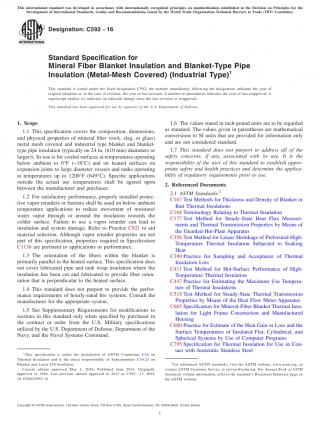 This international standard was developed in accordance with internationally recognized principles on standardization established in the Decision on Principles for the
Development of International Standards, Guides and Recommendations issued by the World Trade Organization Technical Barriers to Trade (TBT) Committee.
Designation: C592 − 16
Standard Specification for
Mineral Fiber Blanket Insulation and Blanket-Type Pipe
Insulation (Metal-Mesh Covered) (Industrial Type)1
This standard is issued under the fixed designation C592; the number immediately following the designation indicates the year of
original adoption or, in the case of revision, the year of last revision. A number in parentheses indicates the year of last reapproval. A
superscript epsilon (ε) indicates an editorial change since the last revision or reapproval.
This standard has been approved for use by agencies of the U.S. Department of Defense.
1. Scope
1.1 This specification covers the composition, dimensions,
and physical properties of mineral fiber (rock, slag, or glass)
metal mesh covered and industrial type blanket and blanket-
type pipe insulation (typically on 24 in. (610 mm) diameters or
larger)). Its use is for cooled surfaces at temperatures operating
below ambient to 0°F (–18°C) and on heated surfaces on
expansion joints to large diameter vessels and tanks operating
at temperatures up to 1200°F (649°C). Specific applications
outside the actual use temperatures shall be agreed upon
between the manufacturer and purchaser.
1.2 For satisfactory performance, properly installed protec-
tive vapor retarders or barriers shall be used on below ambient
temperature applications to reduce movement of moisture/
water vapor through or around the insulation towards the
colder surface. Failure to use a vapor retarder can lead to
insulation and system damage. Refer to Practice C921 to aid
material selection. Although vapor retarder properties are not
part of this specification, properties required in Specification
C1136 are pertinent to applications or performance.
1.3 The orientation of the fibers within the blanket is
primarily parallel to the heated surface. This specification does
not cover fabricated pipe and tank wrap insulation where the
insulation has been cut and fabricated to provide fiber orien-
tation that is perpendicular to the heated surface.
1.4 This standard does not purport to provide the perfor-
mance requirements of hourly-rated fire systems. Consult the
manufacturer for the appropriate system.
1.5 See Supplementary Requirements for modifications to
sections in this standard only when specified by purchaser in
the contract or order from the U.S. Military specifications
utilized by the U.S. Department of Defense, Department of the
Navy, and the Naval Systems Command.
1 This specification is under the jurisdiction of ASTM Committee C16 on
Thermal Insulation and is the direct responsibility of Subcommittee C16.23 on
Blanket and Loose Fill Insulation.
Current edition approved May 1, 2016. Published June 2016. Originally
approved in 1966. Last previous edition approved in 2013 as C592 – 13. DOI:
10.1520/C0592-16.
1.6 The values stated in inch-pound units are to be regarded
as standard. The values given in parentheses are mathematical
conversions to SI units that are provided for information only
and are not considered standard.
1.7 This standard does not purport to address all of the
safety concerns, if any, associated with its use. It is the
responsibility of the user of this standard to establish appro-
priate safety and health practices and determine the applica-
bility of regulatory requirements prior to use.
2. Referenced Documents
2.1 ASTM Standards:2
C167 Test Methods for Thickness and Density of Blanket or
Batt Thermal Insulations
C168 Terminology Relating to Thermal Insulation
C177 Test Method for Steady-State Heat Flux Measure-
ments and Thermal Transmission Properties by Means of
the Guarded-Hot-Plate Apparatus
C356 Test Method for Linear Shrinkage of Preformed High-
Temperature Thermal Insulation Subjected to Soaking
Heat
C390 Practice for Sampling and Acceptance of Thermal
Insulation Lots
C411 Test Method for Hot-Surface Performance of High-
Temperature Thermal Insulation
C447 Practice for Estimating the Maximum Use Tempera-
ture of Thermal Insulations
C518 Test Method for Steady-State Thermal Transmission
Properties by Means of the Heat Flow Meter Apparatus
C665 Specification for Mineral-Fiber Blanket Thermal Insu-
lation for Light Frame Construction and Manufactured
Housing
C680 Practice for Estimate of the Heat Gain or Loss and the
Surface Temperatures of Insulated Flat, Cylindrical, and
Spherical Systems by Use of Computer Programs
C795 Specification for Thermal Insulation for Use in Con-
tact with Austenitic Stainless Steel
2 For referenced ASTM standards, visit the ASTM website, www.astm.org, or
contact ASTM Customer Service at service@astm.org. For Annual Book of ASTM
Standards volume information, refer to the standard's Document Summary page on
the ASTM website.
Copyright © ASTM International, 100 Barr Harbor Drive, PO Box C700, West Conshohocken, PA 19428-2959. United States
1